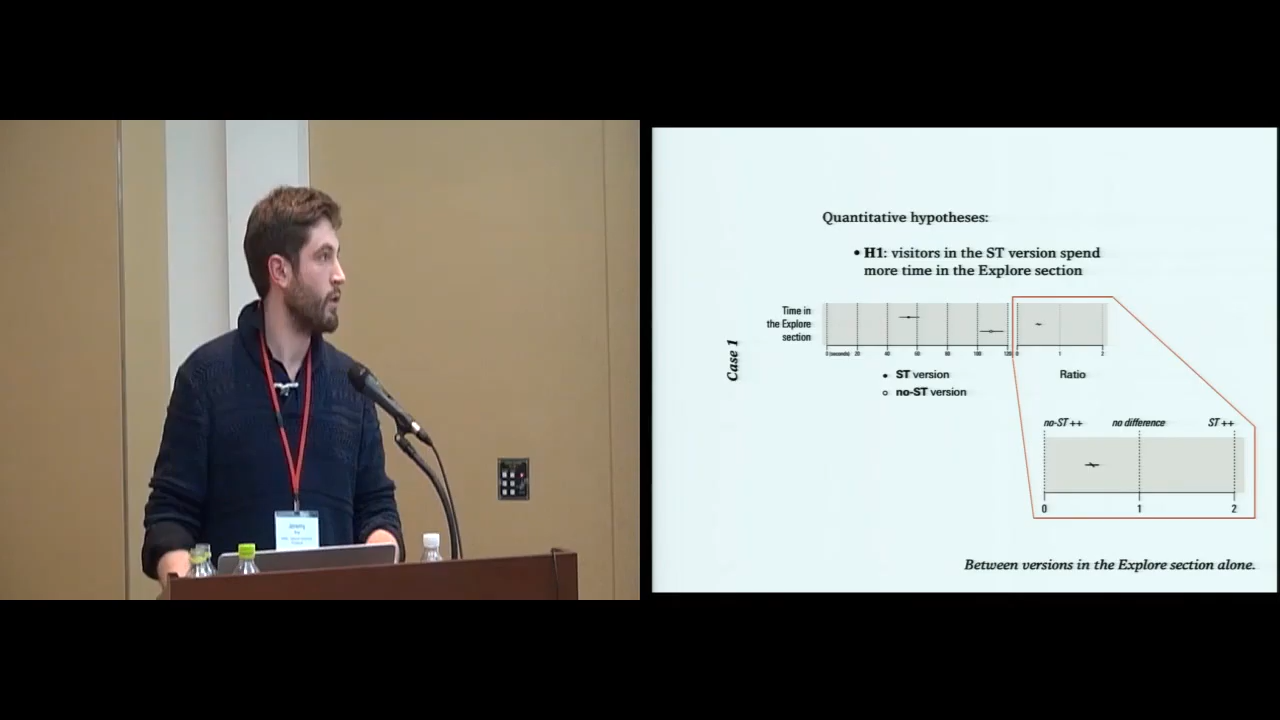 Quantitative hypotheses:
• H1: visitors in the ST version spend
more time in the Explore section
Time in
the Explore
section
0 (seconds) 20 40 60 80 100 120 0 1 2
ST version
no-ST version
Ratio
Case 1
no-ST ++ no difference ST ++
0 1 2
Between versions in the Explore section alone.
Jeremy